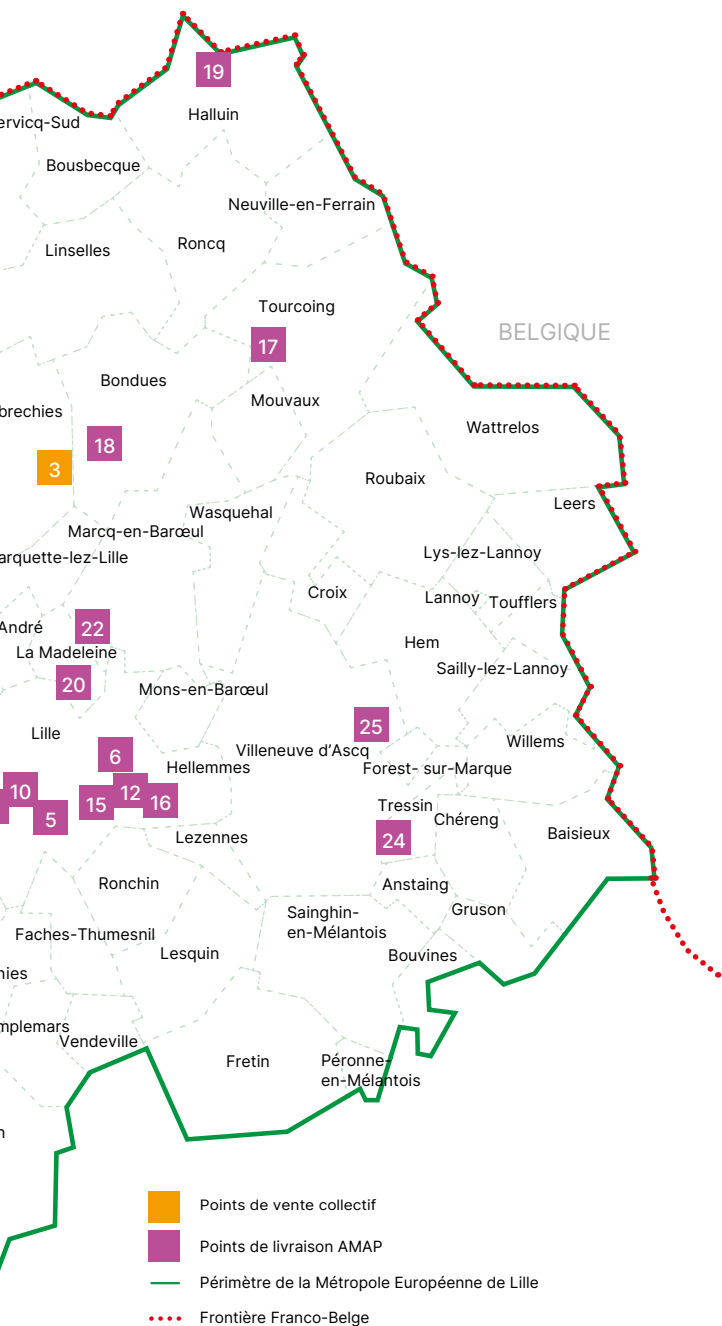 19
Halluin
ervicq-Sud
Bousbecque
Neuville-en-Ferrain
Roncq
Linselles
Tourcoing
17
BELGIQUE
Bondues
Mouvaux
brechies
18
Wattrelos
3
Roubaix
Leers
Wasquehal
Marcq-en-Barœul
arquette-lez-Lille
Lys-lez-Lannoy
Croix
Lannoy
Toufflers
André
22
La Madeleine
Hem
Sailly-lez-Lannoy
20
Mons-en-Barœul
25
Lille
Willems
6
Villeneuve d’Ascq
Hellemmes
Forest- sur-Marque
10
15
12
16
5
Tressin
Chéreng
Lezennes
24
Baisieux
Ronchin
Anstaing
Sainghin-
en-Mélantois
Gruson
Faches-Thumesnil
Lesquin
Bouvines
nies
mplemars
Vendeville
Fretin
Péronne-
en-Mélantois
n
Points de vente collectif
Points de livraison AMAP
Périmètre de la Métropole Européenne de Lille
Frontière Franco-Belge